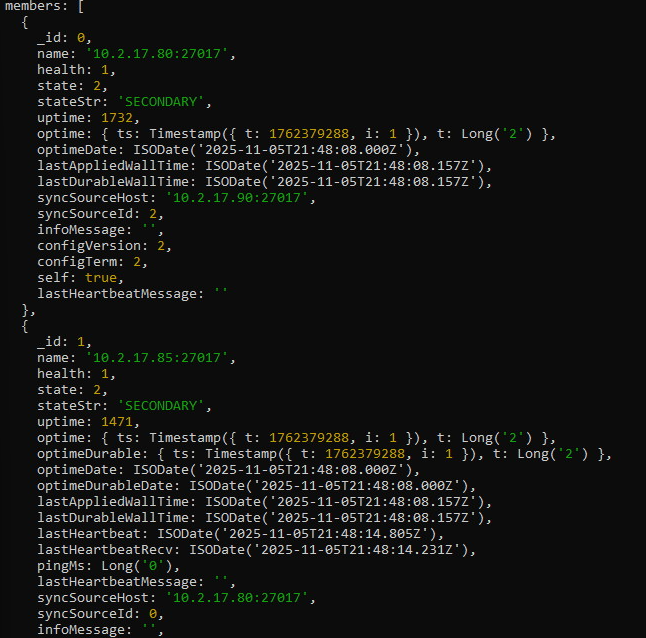 members: [
{
_id: 0,
name: '10.2.17.80:27017',
health: 1,
state: 2,
stateStr: 'SECONDARY',
uptime: 1732,
optime: { ts: Timestamp({ t: 1762379288, i: 1 }), t: Long('2') },
optimeDate: ISODate('2025-11-05T21:48:08.000Z'),
lastAppliedWallTime: ISODate('2025-11-05T21:48:08.157Z'),
lastDurableWallTime: ISODate('2025-11-05T21:48:08.157Z'),
syncSourceHost: '10.2.17.90:27017',
syncSourceId: 2,
infoMessage: '',
configVersion: 2,
configTerm: 2,
self: true,
lastHeartbeatMessage: ''
},
{
_id: 1,
name: '10.2.17.85:27017',
health: 1,
state: 2,
stateStr: 'SECONDARY',
uptime: 1471,
optime: { ts: Timestamp({ t: 1762379288, i: 1 }), t: Long('2') },
optimeDurable: { ts: Timestamp({ t: 1762379288, i: 1 }), t: Long('2') },
optimeDate: ISODate('2025-11-05T21:48:08.000Z'),
optimeDurableDate: ISODate('2025-11-05T21:48:08.000Z'),
lastAppliedWallTime: ISODate('2025-11-05T21:48:08.157Z'),
lastDurableWallTime: ISODate('2025-11-05T21:48:08.157Z'),
lastHeartbeat: ISODate('2025-11-05T21:48:14.805Z'),
lastHeartbeatRecv: ISODate('2025-11-05T21:48:14.231Z'),
pingMs: Long('0'),
lastHeartbeatMessage: '',
syncSourceHost: '10.2.17.80:27017',
syncSourceId: 0,
infoMessage: '',